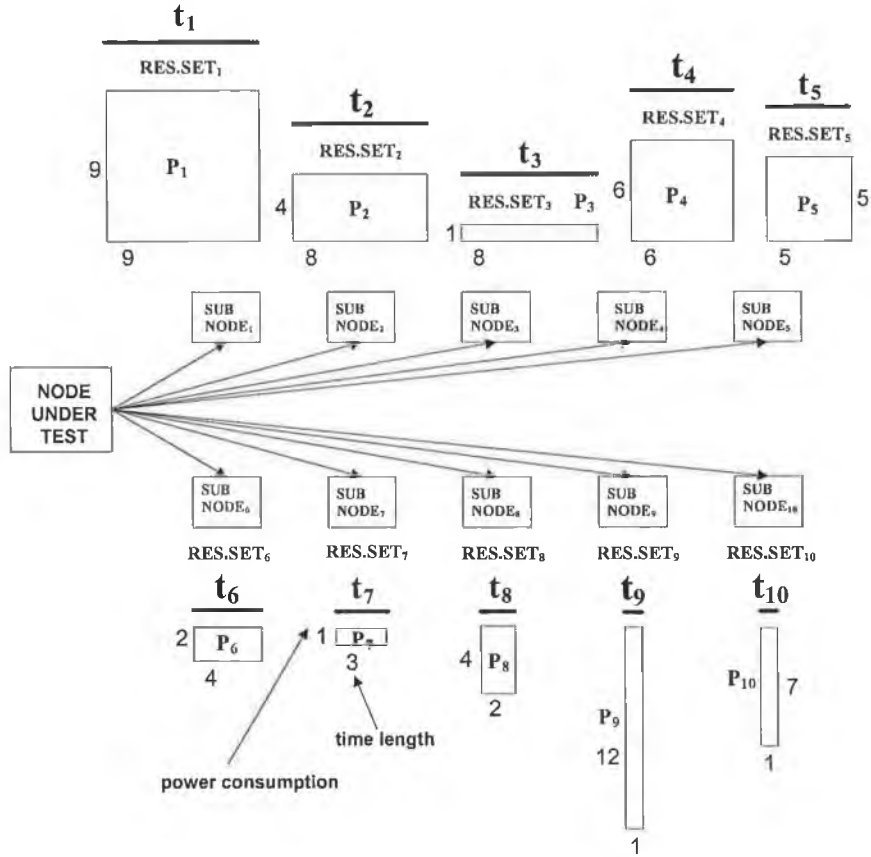 t₁
RES.SET₁
9
P₁
9
t₂
RES.SET₂
4
P₂
8
t₃
RES.SET₃ P₃
1
8
t₄
RES.SET₄
6
P₄
6
t₅
RES.SET₅
P₅
5
5
SUB
NODE₁
SUB
NODE₂
SUB
NODE₃
SUB
NODE₄
SUB
NODE₅
NODE
UNDER
TEST
SUB
NODE₆
SUB
NODE₇
SUB
NODE₈
SUB
NODE₉
SUB
NODE₁₀
RES.SET₆
RES.SET₇
RES.SET₈
RES.SET₉
RES.SET₁₀
t₆
2
P₆
4
t₇
1
P₇
3
t₈
4
P₈
2
t₉
P₉
12
1
t₁₀
P₁₀
7
1
time length
power consumption